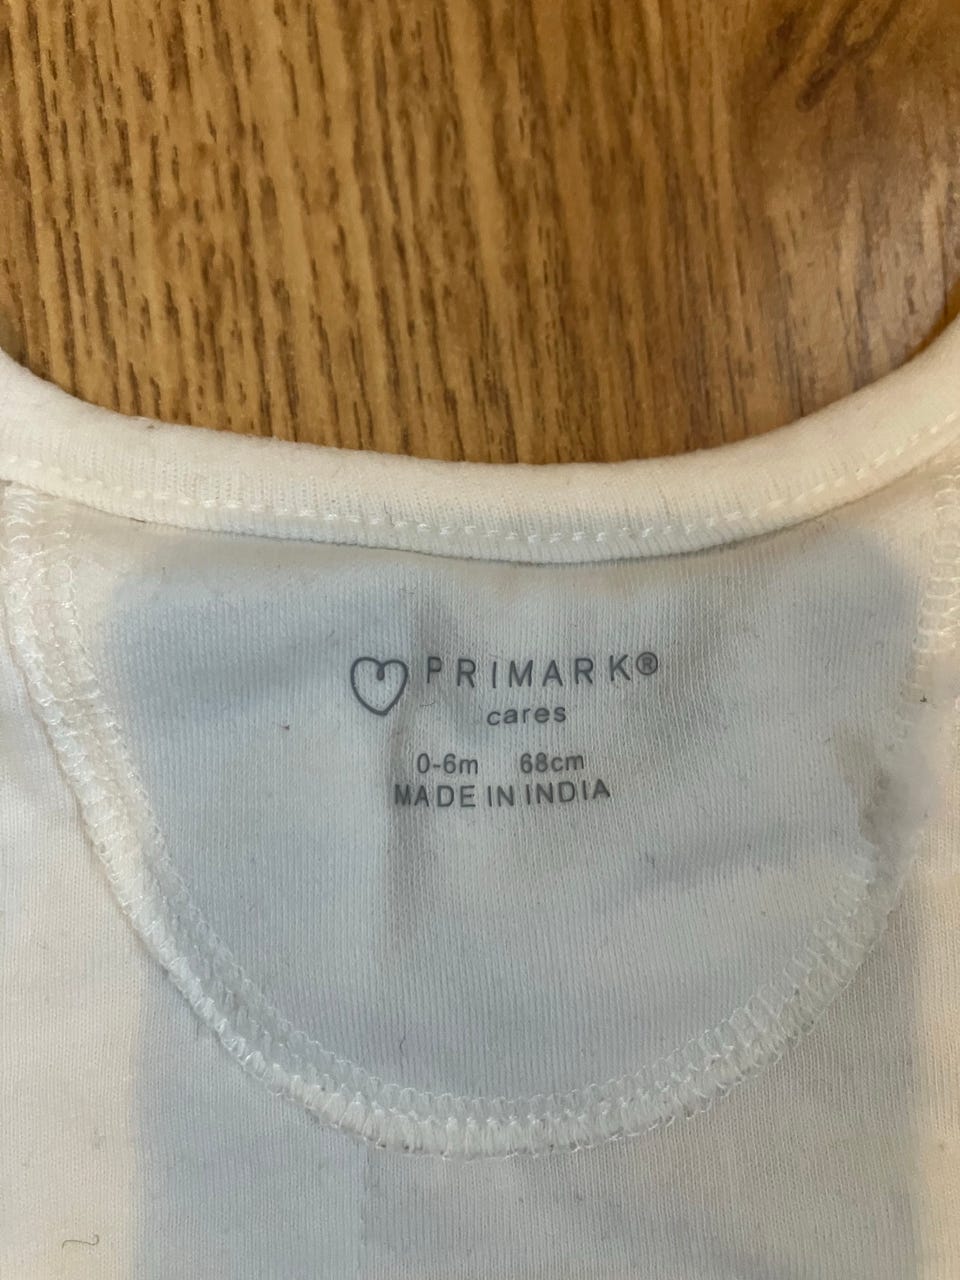 PRIMARK®
cares
0-6m 68cm
MADE IN INDIA